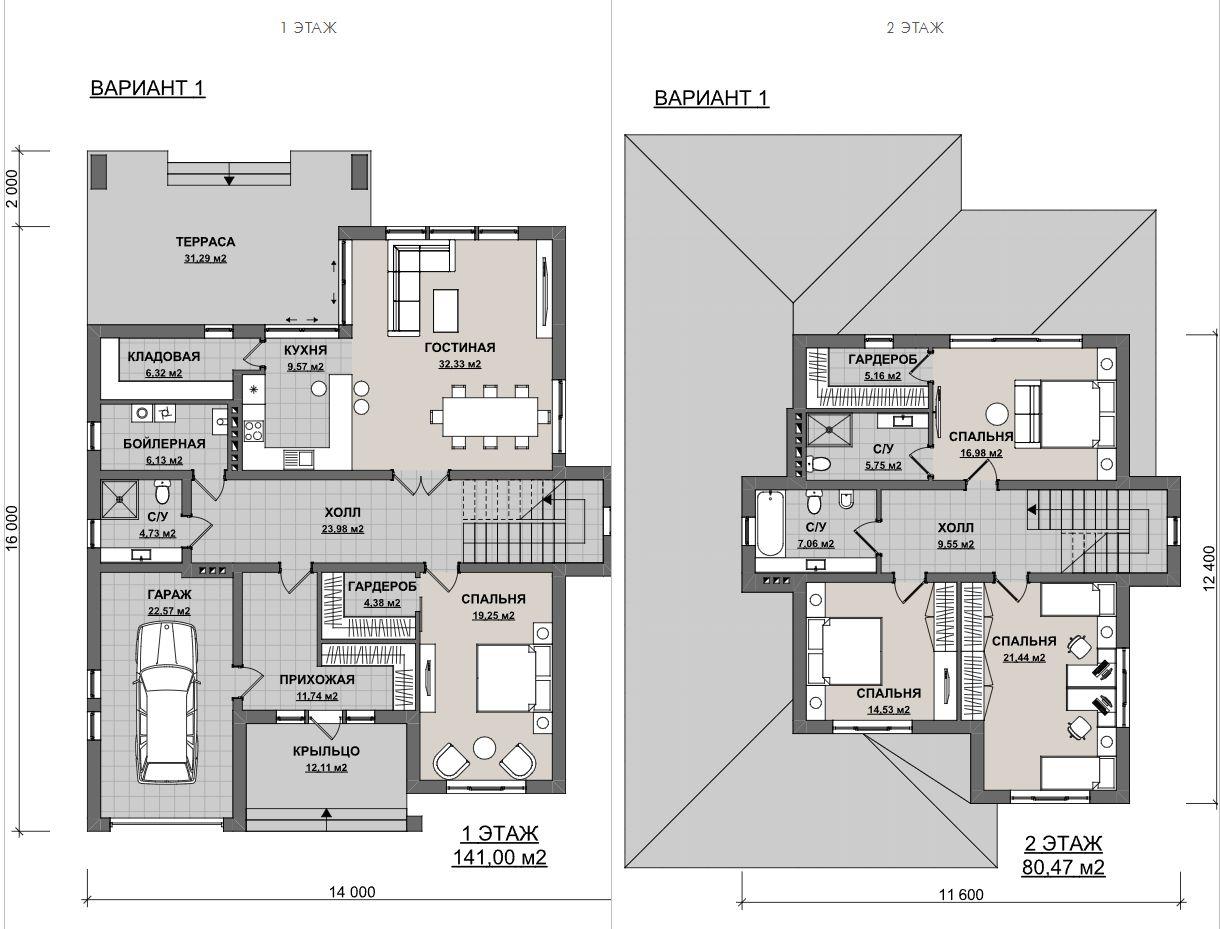 1 ЭТАЖ
ВАРИАНТ 1
2 000
16 000
ТЕРРАСА
31,29 м2
КЛАДОВАЯ
6,32 м2
КУХНЯ
9,57 м2
ГОСТИНАЯ
32,33 м2
БОЙЛЕРНАЯ
6,13 м2
С/У
4,73 м2
ХОЛЛ
23,98 м2
ГАРАЖ
22,57 м2
ГАРДЕРОБ
4,38 м2
СПАЛЬНЯ
19,25 м2
ПРИХОЖАЯ
11,74 м2
КРЫЛЬЦО
12,11 м2
1 ЭТАЖ
141,00 м2
14 000
2 ЭТАЖ
ВАРИАНТ 1
ГАРДЕРОБ
5,16 м2
СПАЛЬНЯ
16,98 м2
С/У
5,75 м2
С/У
7,06 м2
ХОЛЛ
9,55 м2
СПАЛЬНЯ
21,44 м2
СПАЛЬНЯ
14,53 м2
12 400
2 ЭТАЖ
80,47 м2
11 600